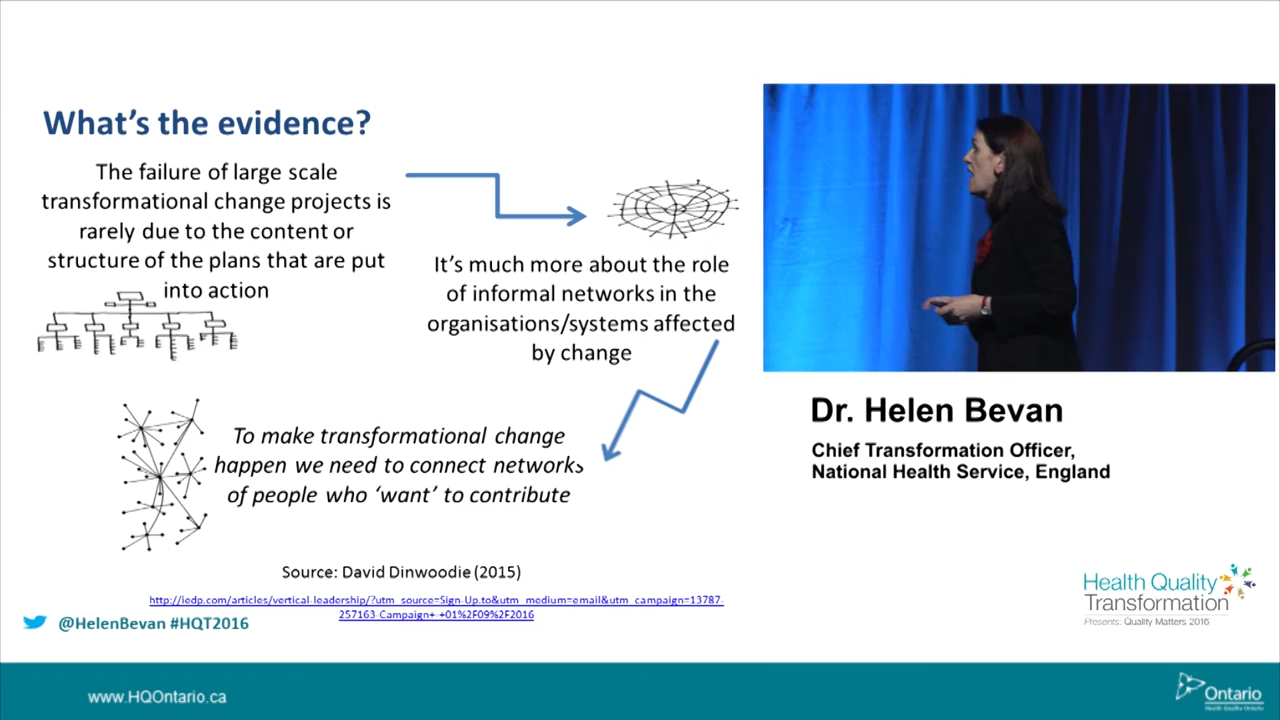 What's the evidence?
The failure of large scale
transformational change projects is
rarely due to the content or
structure of the plans that are put
into action
It's much more about the role
of informal networks in the
organisations/systems affected
by change
To make transformational change
happen we need to connect networks
of people who ‘want’ to contribute
Source: David Dinwoodie (2015)
http://iedp.com/articles/vertical-leadership/?utm_source=Sign-Up.to&utm_medium=email&utm_campaign=13787-
257163-Campaign+-+01%2F09%2F2016
@HelenBevan #HQT2016
Dr. Helen Bevan
Chief Transformation Officer,
National Health Service, England
Health Quality
Transformation
Presents: Quality Matters 2016
www.HQOntario.ca
Ontario
Health Quality Ontario